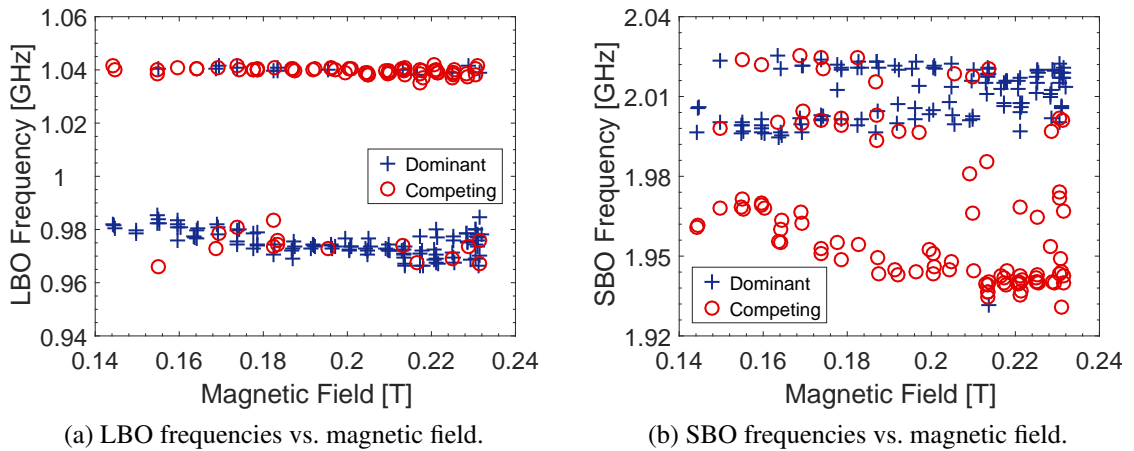 1.06
1.04
1.02
1
0.98
0.96
0.94
LBO Frequency [GHz]
Dominant
Competing
0.14 0.16 0.18 0.2 0.22 0.24
Magnetic Field [T]
(a) LBO frequencies vs. magnetic field.
2.04
2.01
1.98
1.95
1.92
SBO Frequency [GHz]
Dominant
Competing
0.14 0.16 0.18 0.2 0.22 0.24
Magnetic Field [T]
(b) SBO frequencies vs. magnetic field.